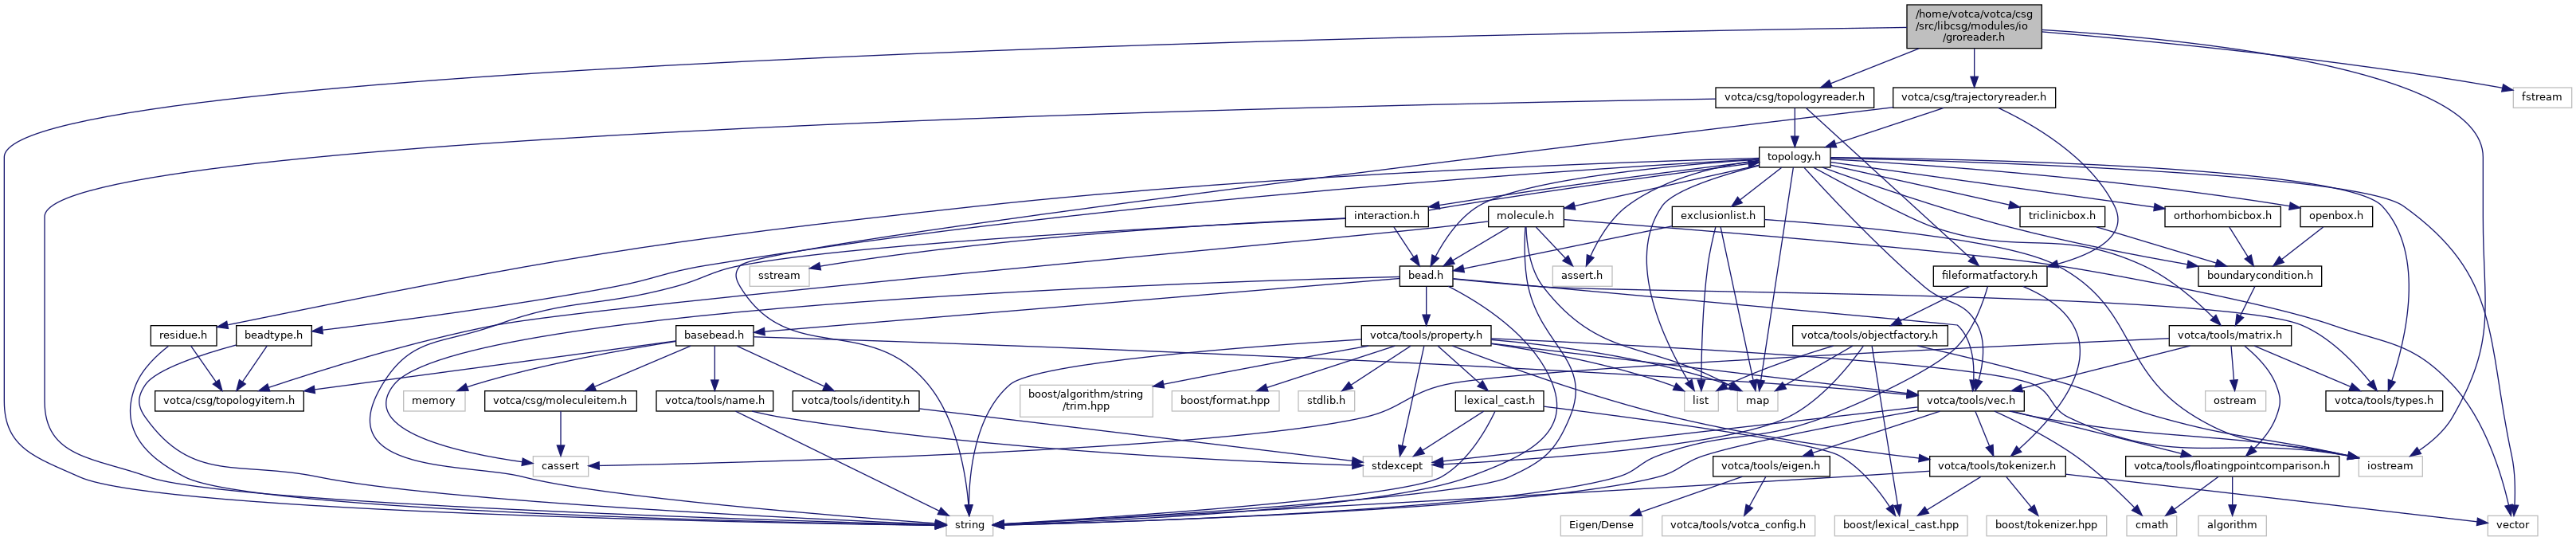 /home/votca/votca/csg
/src/libcsg/modules/io
/groreader.h
votca/csg/topologyreader.h
votca/csg/trajectoryreader.h
fstream
topology.h
interaction.h
molecule.h
exclusionlist.h
triclinicbox.h
orthorhombicbox.h
openbox.h
sstream
bead.h
assert.h
fileformatfactory.h
boundarycondition.h
residue.h
beadtype.h
basebead.h
votca/tools/property.h
votca/tools/objectfactory.h
votca/tools/matrix.h
votca/csg/topologyitem.h
memory
votca/csg/moleculeitem.h
votca/tools/name.h
votca/tools/identity.h
boost/algorithm/string
/trim.hpp
boost/format.hpp
stdlib.h
lexical_cast.h
list
map
votca/tools/vec.h
ostream
votca/tools/types.h
cassert
stdexcept
votca/tools/eigen.h
votca/tools/tokenizer.h
votca/tools/floatingpointcomparison.h
iostream
string
Eigen/Dense
votca/tools/votca_config.h
boost/lexical_cast.hpp
boost/tokenizer.hpp
cmath
algorithm
vector